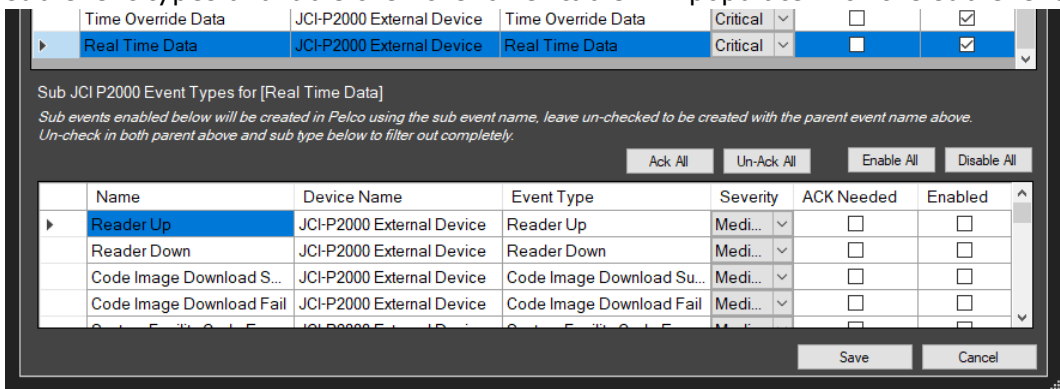 Time Override Data JCI-P2000 External Device Time Override Data Critical
Real Time Data JCI-P2000 External Device Real Time Data Critical
Sub JCI P2000 Event Types for [Real Time Data]
Sub events enabled below will be created in Pelco using the sub event name, leave un-checked to be created with the parent event name above.
Un-check in both parent above and sub type below to filter out completely.
Ack All Un-Ack All Enable All Disable All
Name Device Name Event Type Severity ACK Needed Enabled
Reader Up JCI-P2000 External Device Reader Up Medi...
Reader Down JCI-P2000 External Device Reader Down Medi...
Code Image Download S... JCI-P2000 External Device Code Image Download Su... Medi...
Code Image Download Fail JCI-P2000 External Device Code Image Download Fail Medi...
Save Cancel